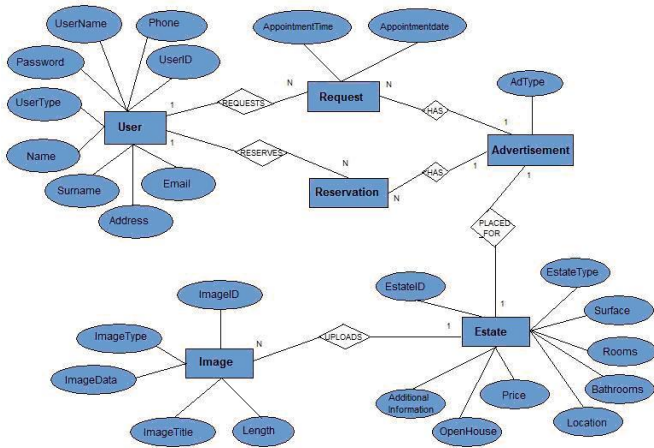 UserName
Phone
AppointmentTime
Appointmentdate
Password
UserID
UserType
1
REQUESTS
N
Request
N
N
HAS
1
AdType
User
1
RESERVES
N
Advertisement
Name
Surname
Email
Address
Reservation
N
HAS
1
1
PLACED
_FOR
1
ImageID
EstateID
EstateType
Surface
Rooms
Bathrooms
Location
Price
OpenHouse
Additional
Information
Estate
1
UPLOADS
N
Image
ImageType
ImageData
ImageTitle
Length